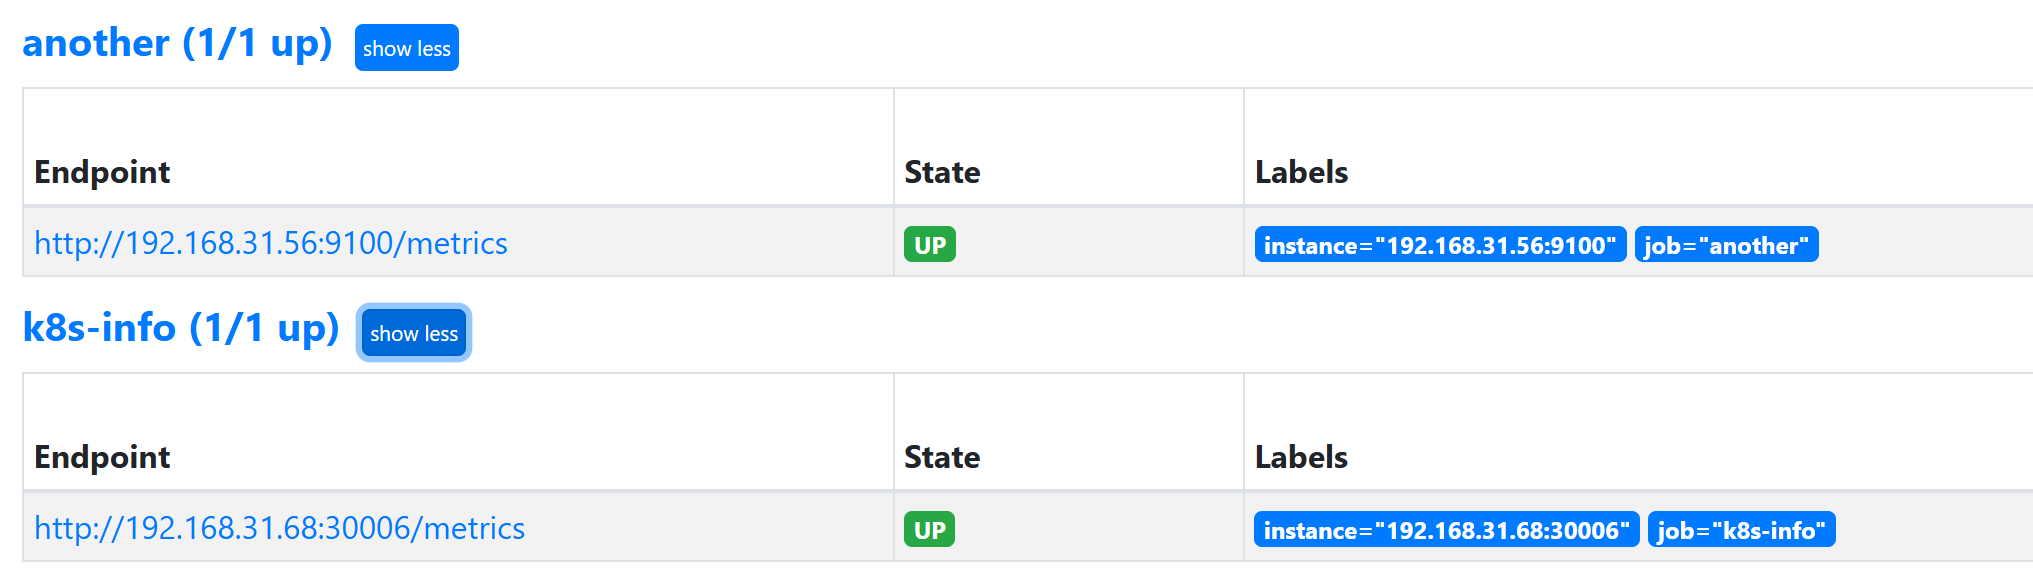 another (1/1 up) show less
Endpoint State Labels
http://192.168.31.56:9100/metrics UP instance="192.168.31.56:9100" job="another"
k8s-info (1/1 up) show less
Endpoint State Labels
http://192.168.31.68:30006/metrics UP instance="192.168.31.68:30006" job="k8s-info"